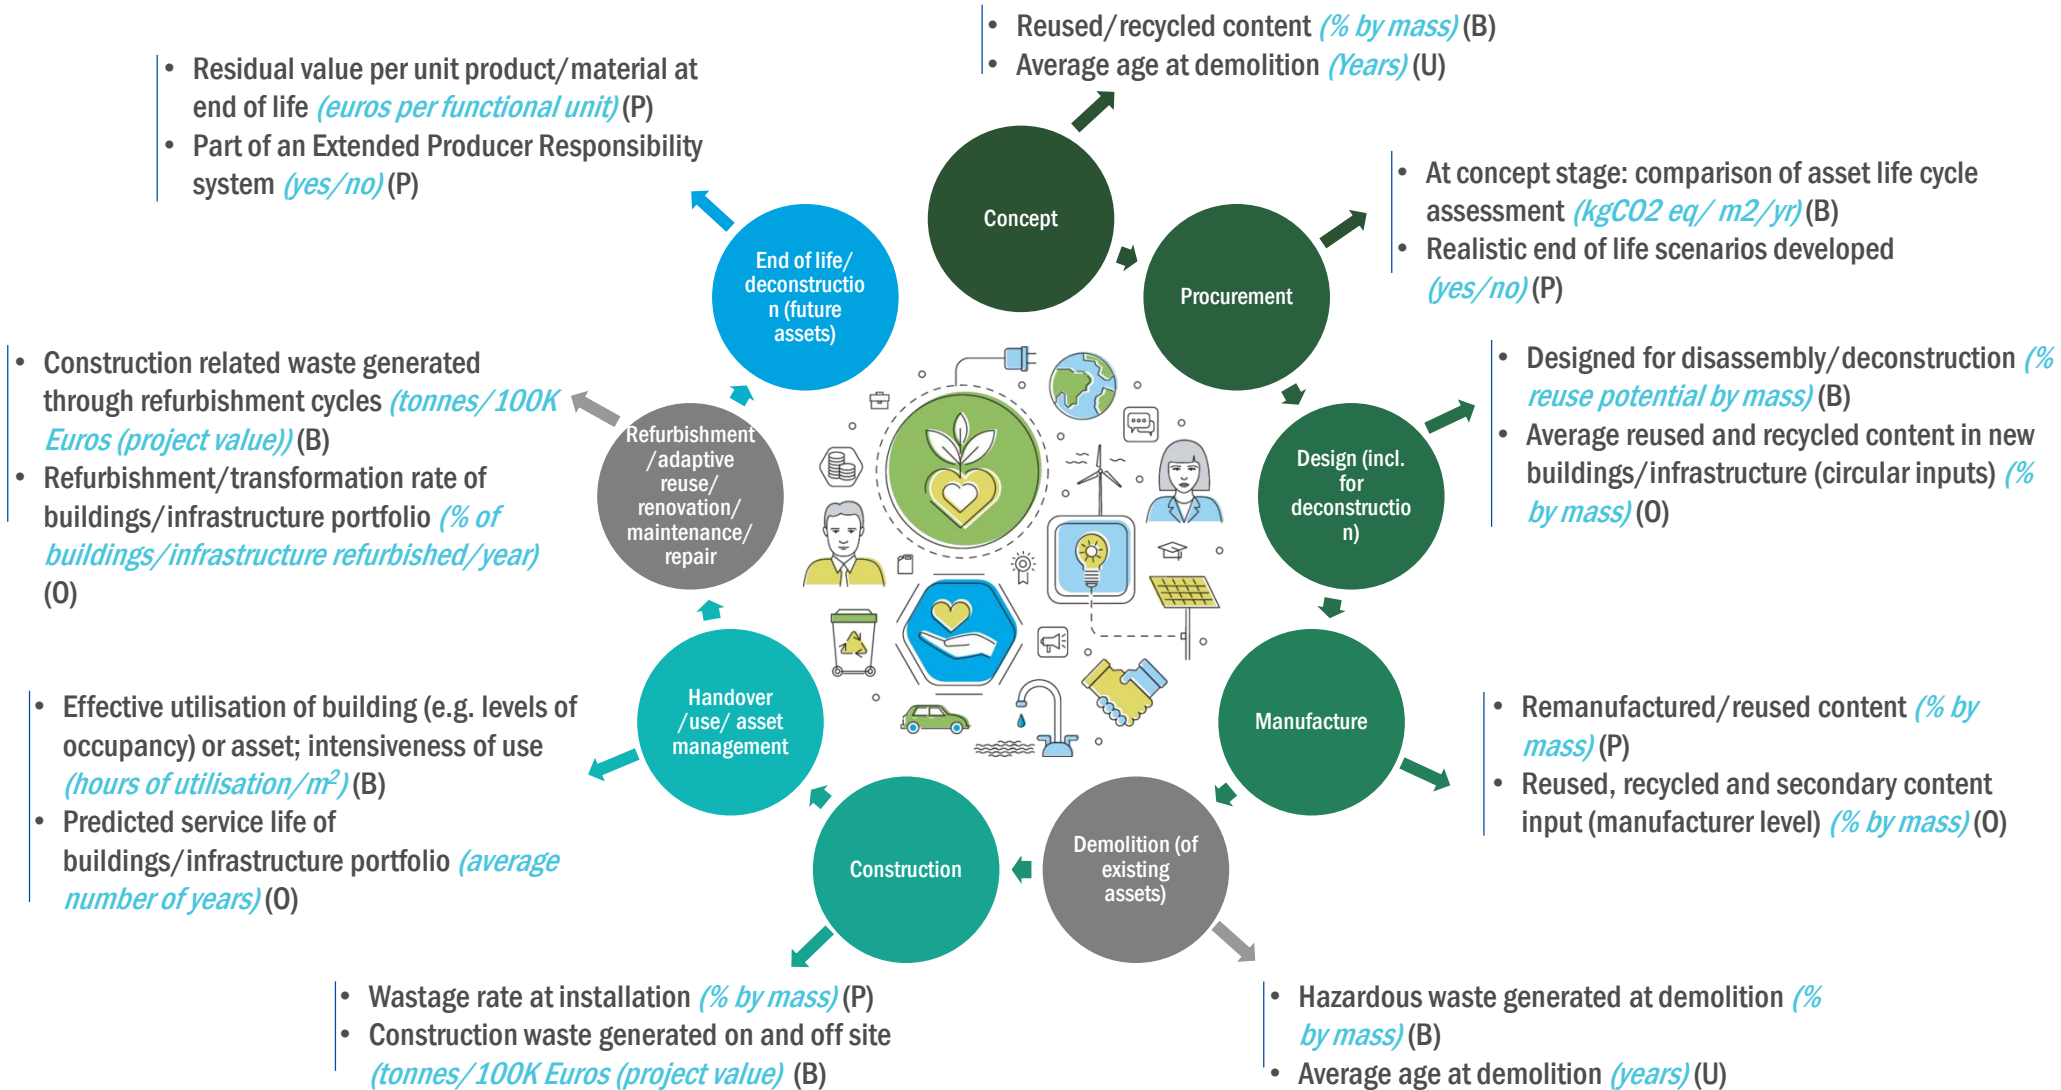 • Reused/recycled content (% by mass) (B)
• Average age at demolition (Years) (U)
• Residual value per unit product/material at
end of life (euros per functional unit) (P)
• Part of an Extended Producer Responsibility
system (yes/no) (P)
Concept
• At concept stage: comparison of asset life cycle
assessment (kgCO2 eq/ m2/yr) (B)
• Realistic end of life scenarios developed
(yes/no) (P)
Procurement
End of life/
deconstructio
n (future
assets)
• Construction related waste generated
through refurbishment cycles (tonnes/100K
Euros (project value)) (B)
• Refurbishment/transformation rate of
buildings/infrastructure portfolio (% of
buildings/infrastructure refurbished/year)
(O)
Refurbishment
/adaptive
reuse/
renovation/
maintenance/
repair
Design (incl.
for
deconstructio
n)
• Designed for disassembly/deconstruction (%
reuse potential by mass) (B)
• Average reused and recycled content in new
buildings/infrastructure (circular inputs) (%
by mass) (O)
• Effective utilisation of building (e.g. levels of
occupancy) or asset; intensiveness of use
(hours of utilisation/m²) (B)
• Predicted service life of
buildings/infrastructure portfolio (average
number of years) (O)
Handover
/use/ asset
management
Manufacture
• Remanufactured/reused content (% by
mass) (P)
• Reused, recycled and secondary content
input (manufacturer level) (% by mass) (O)
Construction
Demolition (of
existing
assets)
• Wastage rate at installation (% by mass) (P)
• Construction waste generated on and off site
(tonnes/100K Euros (project value) (B)
• Hazardous waste generated at demolition (%
by mass) (B)
• Average age at demolition (years) (U)